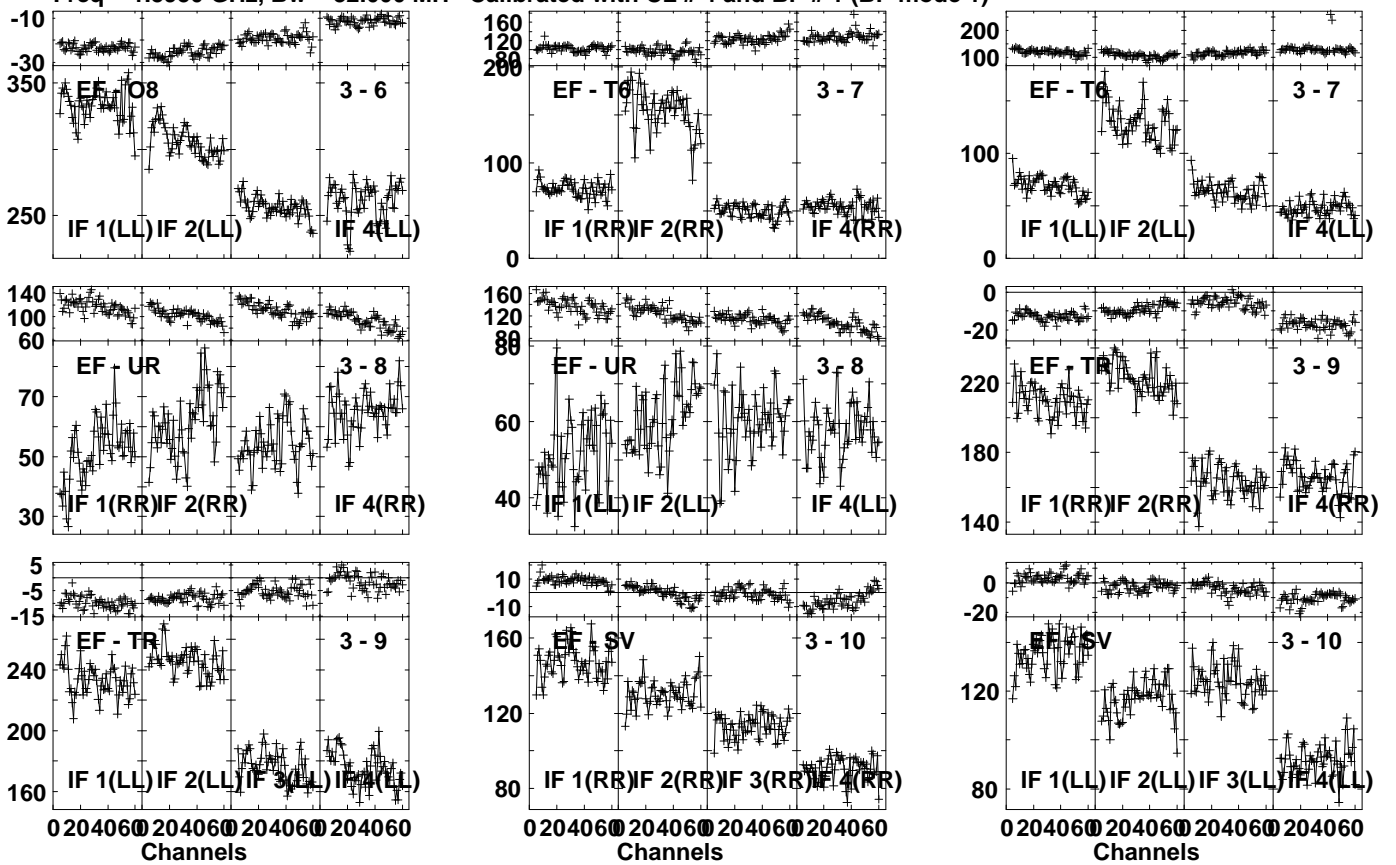 -10
-30
350
250
EF - O8
3 - 6
IF 1(LL) IF 2(LL)
IF 4(LL)
160
120
80
200
100
0
EF - T6
3 - 7
IF 1(RR) IF 2(RR)
IF 4(RR)
200
100
100
0
EF - T6
3 - 7
IF 1(LL) IF 2(LL)
IF 4(LL)
140
100
60
70
50
30
EF - UR
3 - 8
IF 1(RR) IF 2(RR)
IF 4(RR)
160
120
80
80
60
40
EF - UR
3 - 8
IF 1(LL) IF 2(LL)
IF 4(LL)
0
-20
220
180
140
EF - TR
3 - 9
IF 1(RR) IF 2(RR)
IF 4(RR)
5
-5
-15
240
200
160
EF - TR
3 - 9
IF 1(LL) IF 2(LL) IF 3(LL) IF 4(LL)
0 204060 0 204060 0 204060 0 204060
Channels
10
-10
160
120
80
EF - SV
3 - 10
IF 1(RR) IF 2(RR) IF 3(RR) IF 4(RR)
0 204060 0 204060 0 204060 0 204060
Channels
0
-20
120
80
EF - SV
3 - 10
IF 1(LL) IF 2(LL) IF 3(LL) IF 4(LL)
0 204060 0 204060 0 204060 0 204060
Channels